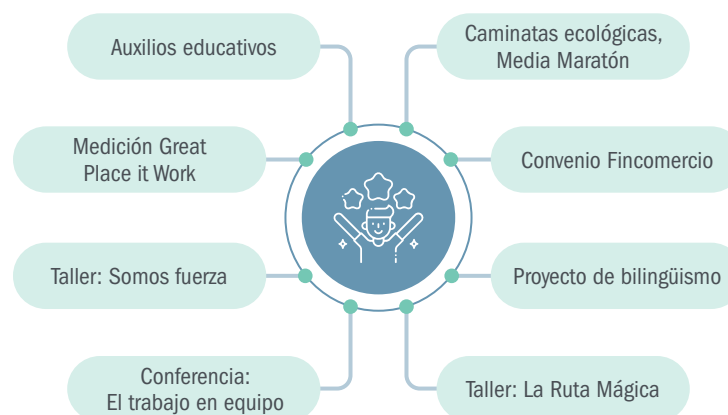 Auxilios educativos
Caminatas ecológicas,
Media Maratón
Medición Great
Place it Work
Convenio Fincomercio
Taller: Somos fuerza
Proyecto de bilingüismo
Conferencia:
El trabajo en equipo
Taller: La Ruta Mágica